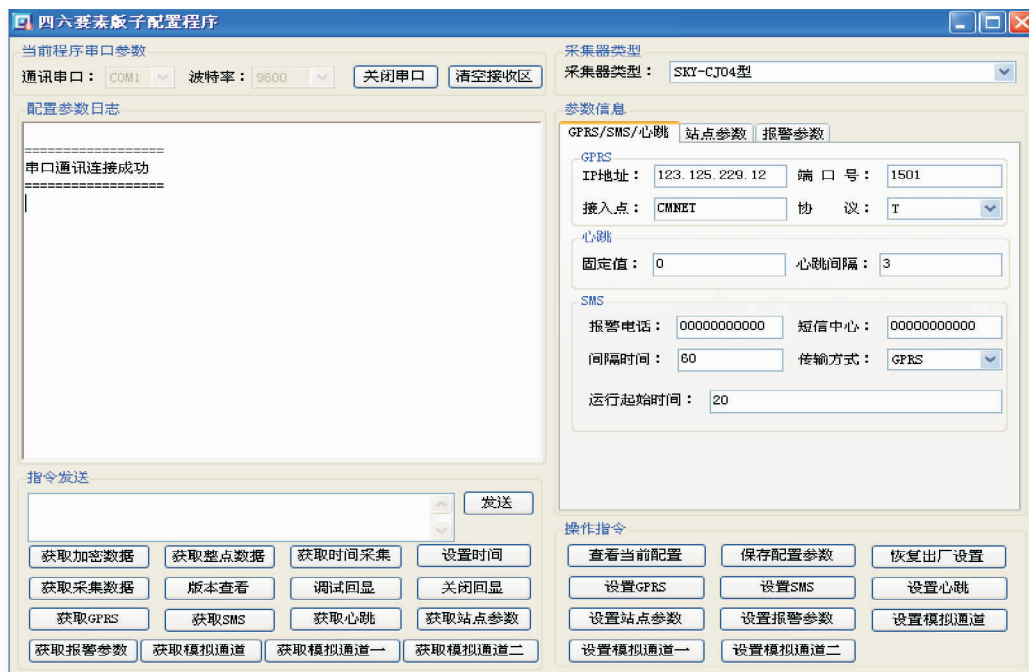 四六要素版子配置程序
当前程序串口参数
通讯串口： COM1 波特率： 9600 关闭串口 清空接收区
配置参数日志
==================
串口通讯连接成功
==================
指令发送
发送
获取加密数据 获取整点数据 获取时间采集 设置时间
获取采集数据 版本查看 调试回显 关闭回显
获取GPRS 获取SMS 获取心跳 获取站点参数
获取报警参数 获取模拟通道 获取模拟通道一 获取模拟通道二
采集器类型
采集器类型： SKY-CJ04型
参数信息
GPRS/SMS/心跳 站点参数 报警参数
GPRS
IP地址： 123.125.229.12 端 口 号： 1501
接入点： CMNET 协 议： T
心跳
固定值： 0 心跳间隔： 3
SMS
报警电话： 00000000000 短信中心： 00000000000
间隔时间： 60 传输方式： GPRS
运行起始时间： 20
操作指令
查看当前配置 保存配置参数 恢复出厂设置
设置GPRS 设置SMS 设置心跳
设置站点参数 设置报警参数 设置模拟通道
设置模拟通道一 设置模拟通道二